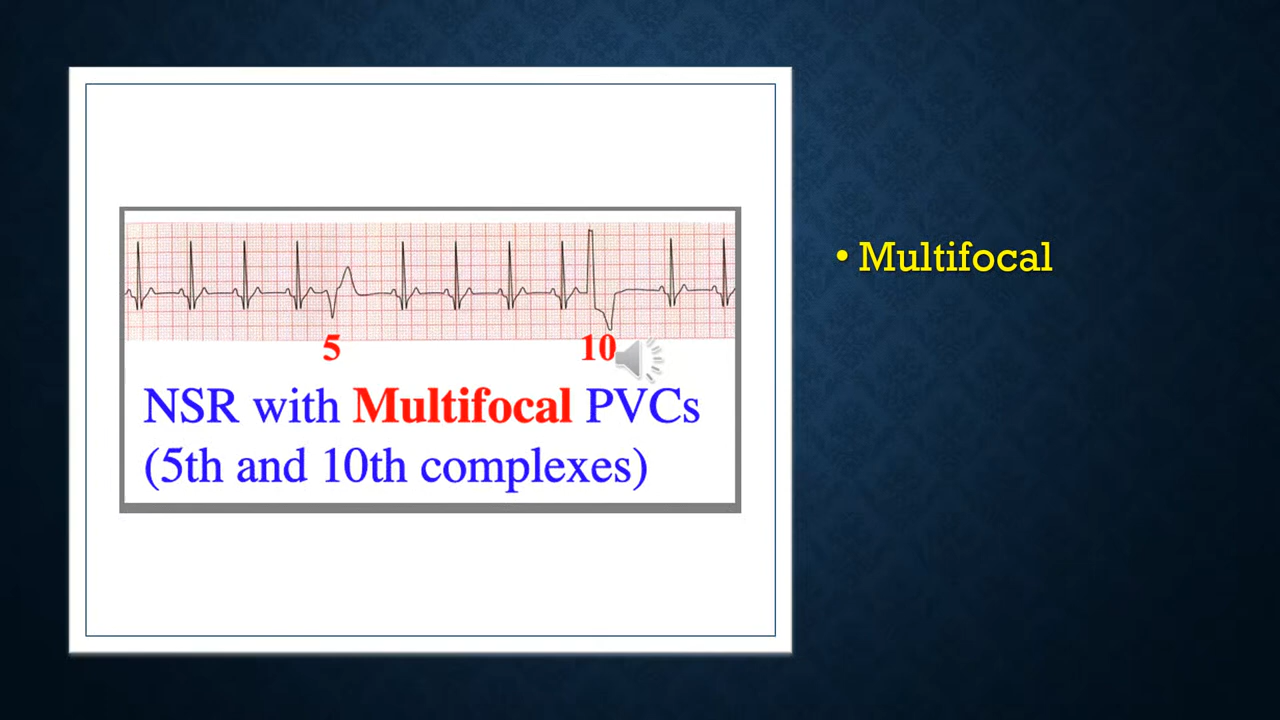 5 10
NSR with Multifocal PVCs
(5th and 10th complexes)
• Multifocal